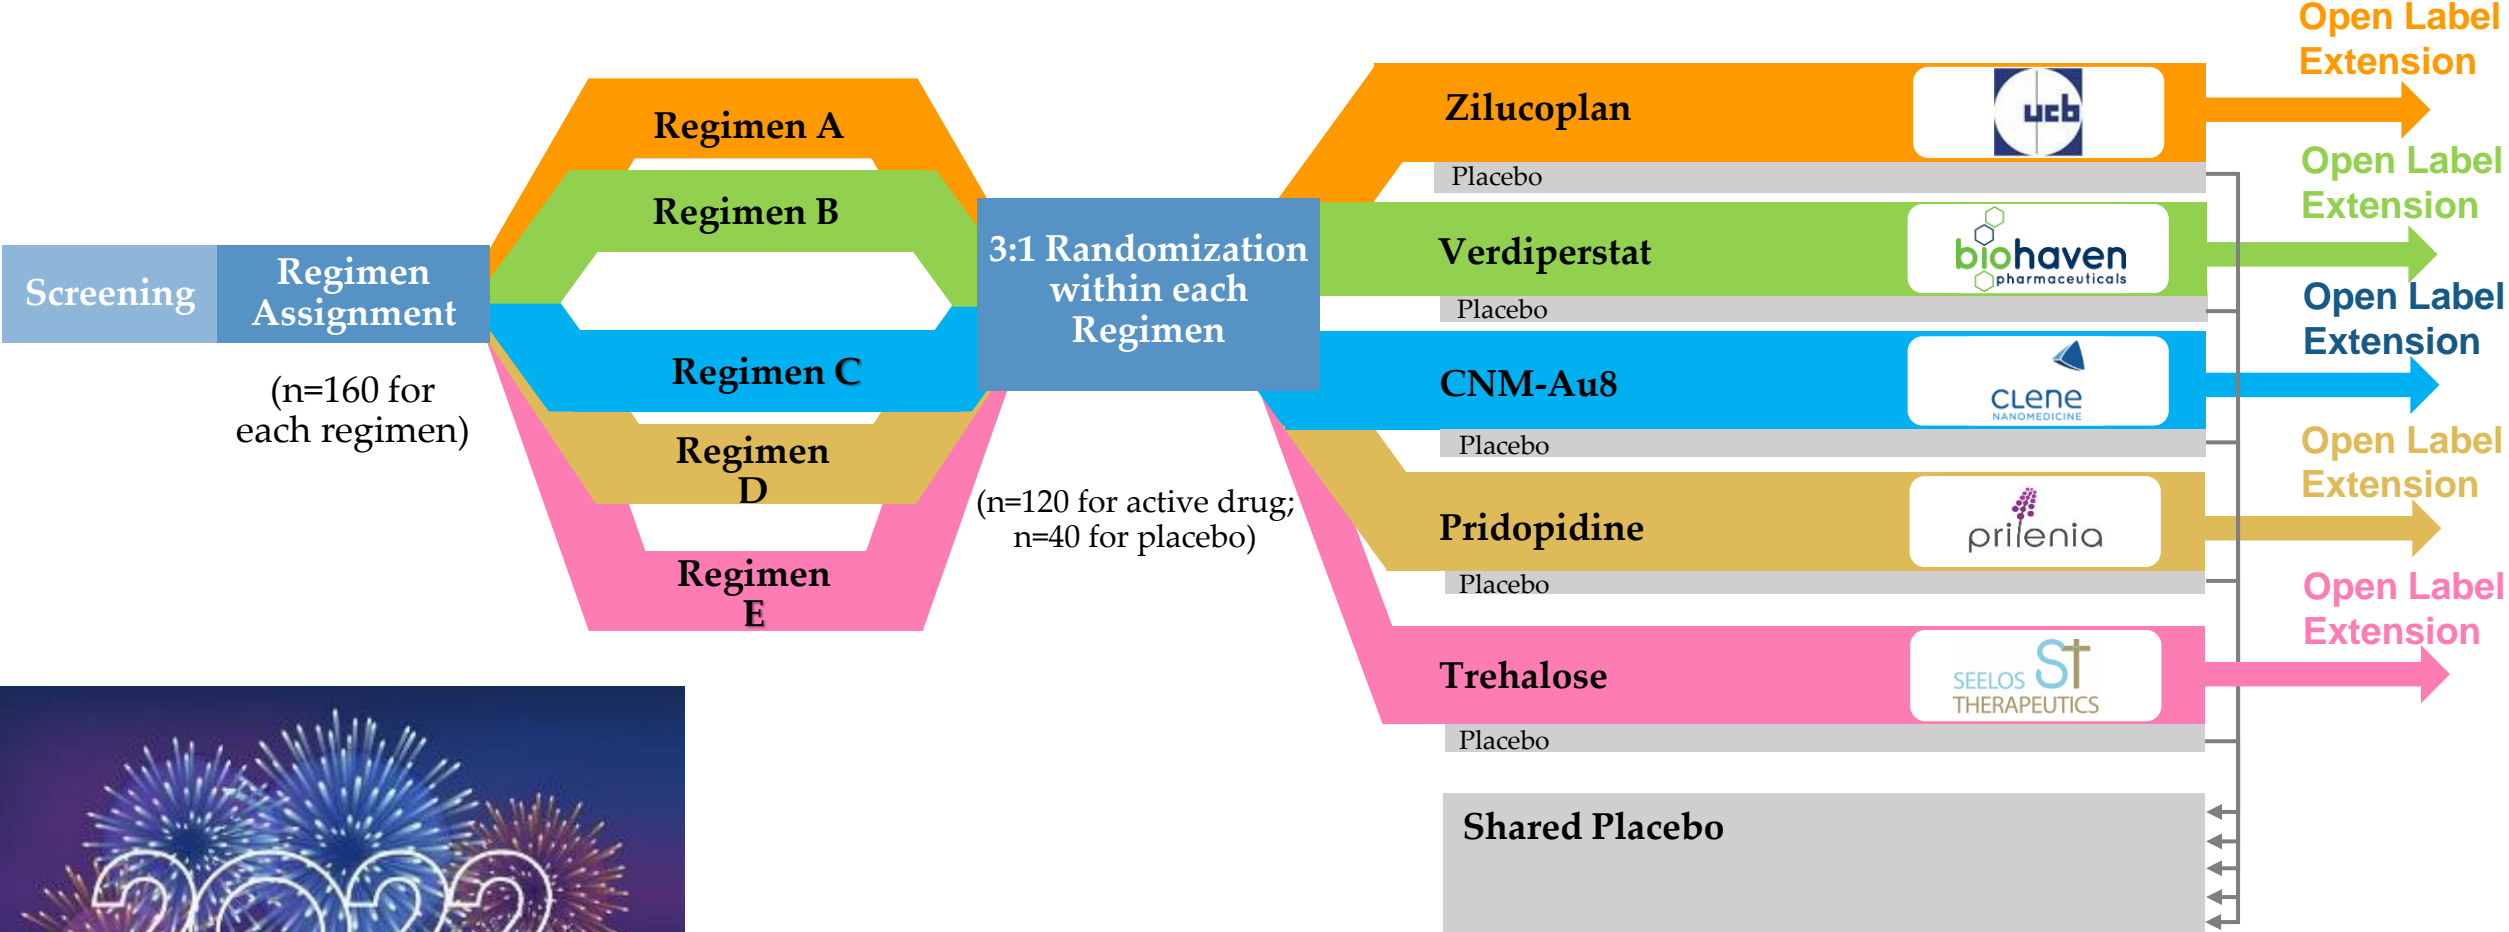 Screening
Regimen
Assignment
(n=160 for
each regimen)
Regimen A
Regimen B
Regimen C
Regimen
D
Regimen
E
3:1 Randomization
within each
Regimen
(n=120 for active drug;
n=40 for placebo)
Zilucoplan
ucb
Placebo
Open Label
Extension
Verdiperstat
biohaven
pharmaceuticals
Placebo
Open Label
Extension
CNM-Au8
CLENE
NANOMEDICINE
Placebo
Open Label
Extension
Pridopidine
prilenia
Placebo
Open Label
Extension
Trehalose
SEELOS St
THERAPEUTICS
Placebo
Open Label
Extension
Shared Placebo
2022